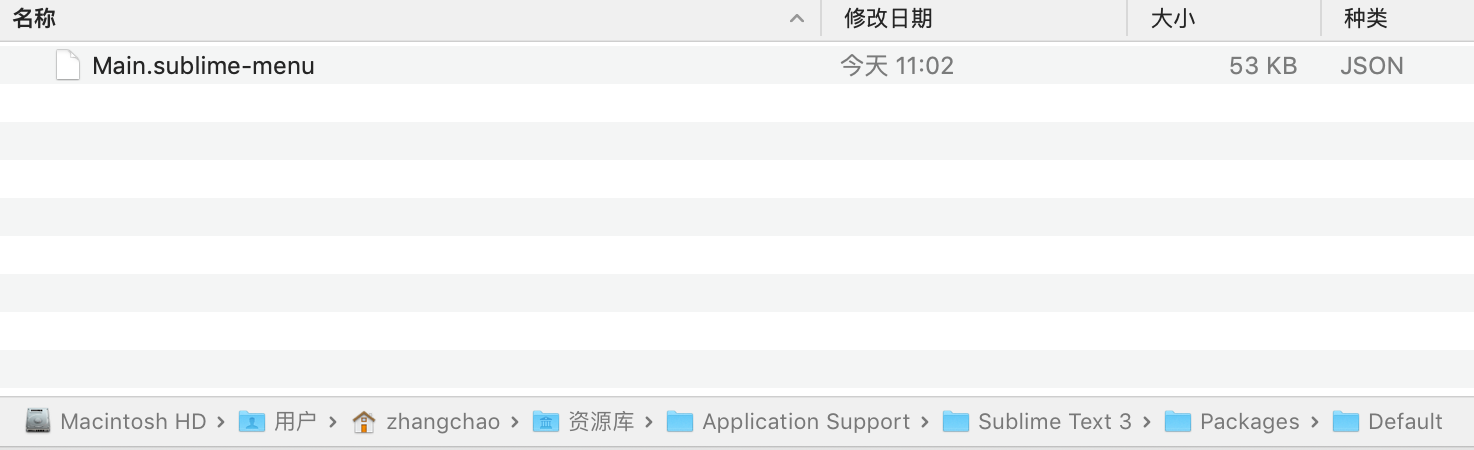 名称 修改日期 大小 种类
Main.sublime-menu 今天 11:02 53 KB JSON
Macintosh HD › 用户 › zhangchao › 资源库 › Application Support › Sublime Text 3 › Packages › Default